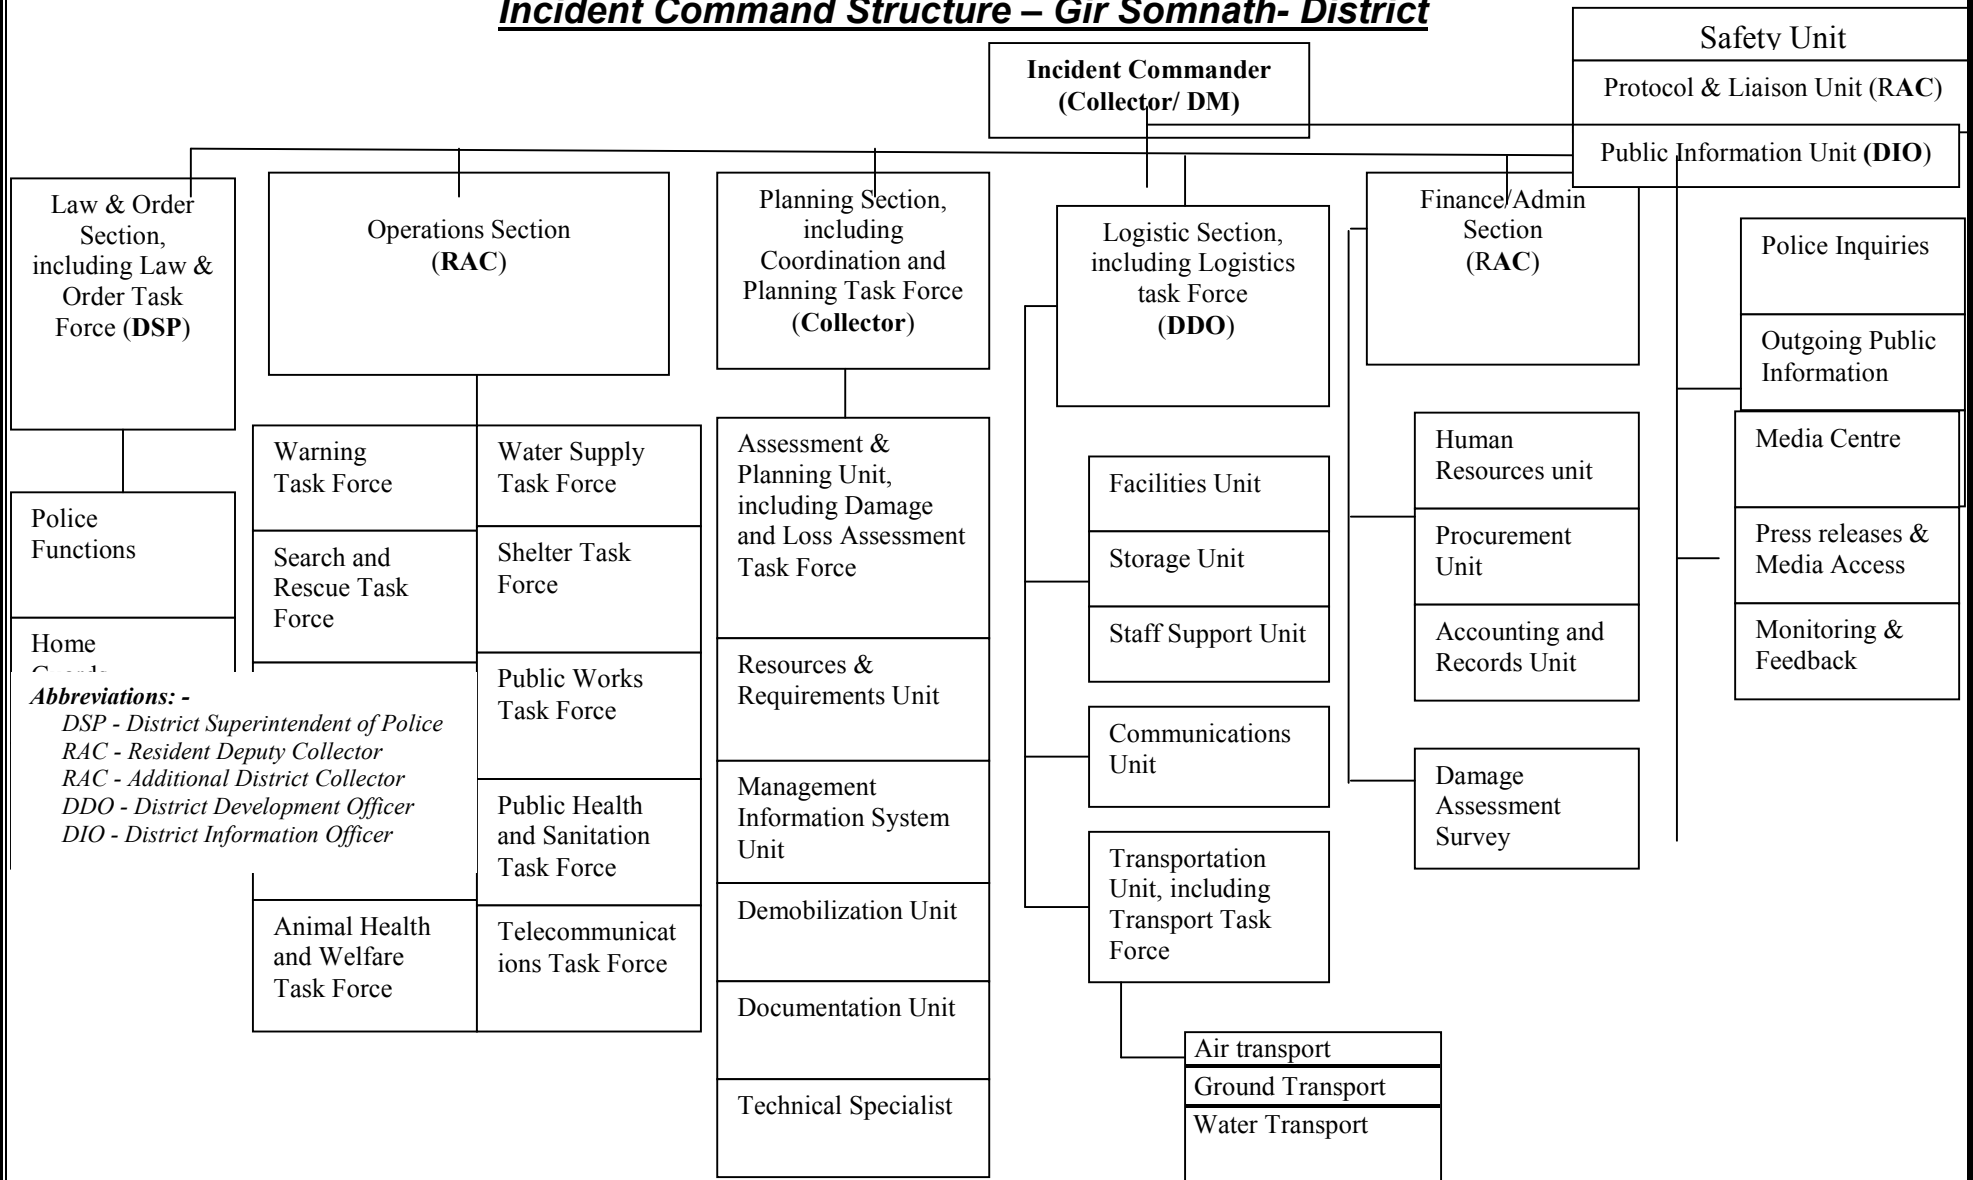 Incident Command Structure – Gir Somnath- District
Safety Unit
Protocol & Liaison Unit (RAC)
Public Information Unit (DIO)
Incident Commander
(Collector/ DM)
Law & Order
Section,
including Law &
Order Task
Force (DSP)
Operations Section
(RAC)
Planning Section,
including
Coordination and
Planning Task Force
(Collector)
Logistic Section,
including Logistics
task Force
(DDO)
Finance/Admin
Section
(RAC)
Police Inquiries
Outgoing Public
Information
Media Centre
Press releases &
Media Access
Monitoring &
Feedback
Police
Functions
Home
Warning
Task Force
Search and
Rescue Task
Force
Animal Health
and Welfare
Task Force
Water Supply
Task Force
Shelter Task
Force
Public Works
Task Force
Public Health
and Sanitation
Task Force
Telecommunicat
ions Task Force
Assessment &
Planning Unit,
including Damage
and Loss Assessment
Task Force
Resources &
Requirements Unit
Management
Information System
Unit
Demobilization Unit
Documentation Unit
Technical Specialist
Facilities Unit
Storage Unit
Staff Support Unit
Communications
Unit
Transportation
Unit, including
Transport Task
Force
Air transport
Ground Transport
Water Transport
Human
Resources unit
Procurement
Unit
Accounting and
Records Unit
Damage
Assessment
Survey
Abbreviations: -
DSP - District Superintendent of Police
RAC - Resident Deputy Collector
RAC - Additional District Collector
DDO - District Development Officer
DIO - District Information Officer